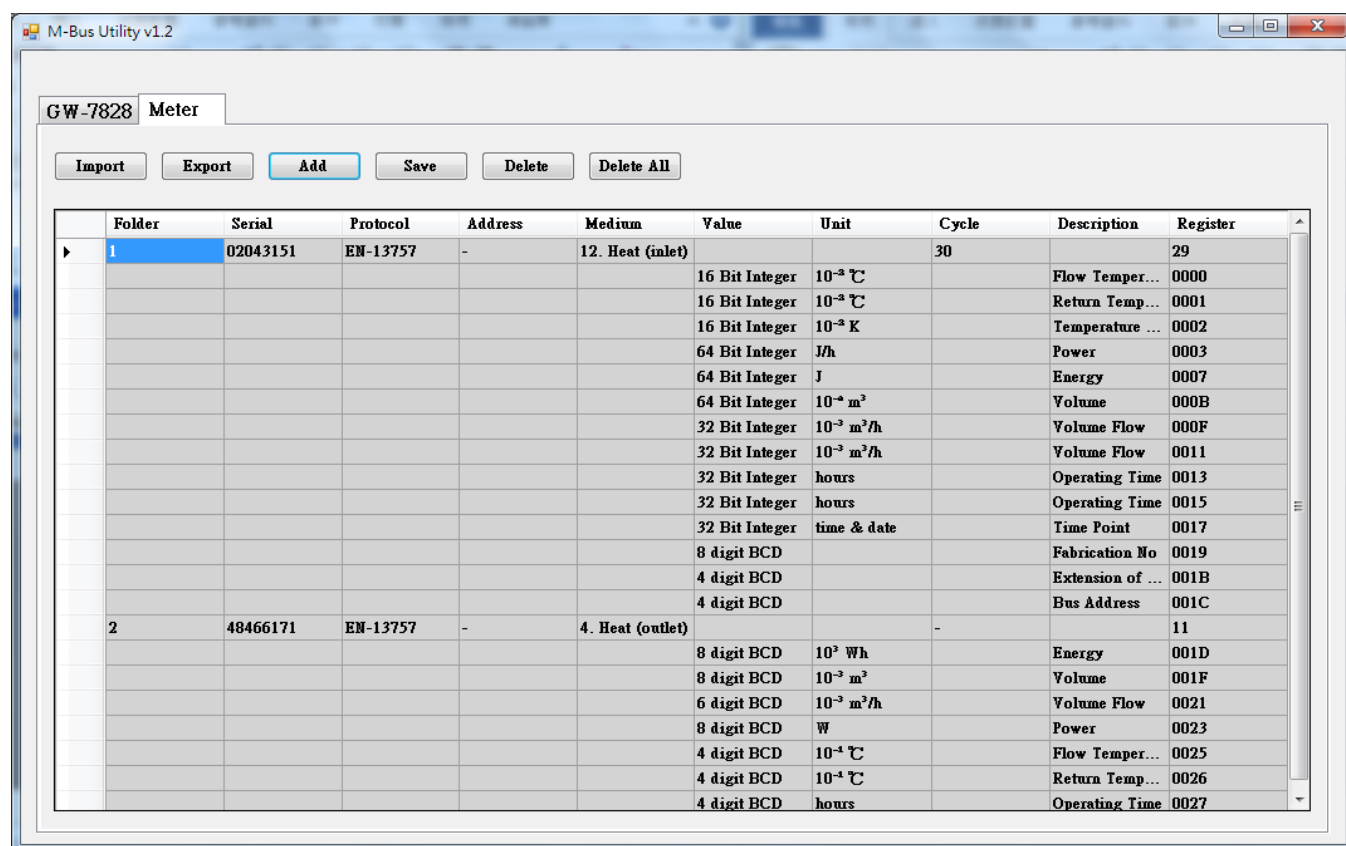 M-Bus Utility v1.2
GW-7828 Meter
Import Export Add Save Delete Delete All
Folder Serial Protocol Address Medium Value Unit Cycle Description Register
1 02043151 EN-13757 - 12. Heat (inlet) 30 29
16 Bit Integer 10⁻² ℃ Flow Temper... 0000
16 Bit Integer 10⁻² ℃ Return Temp... 0001
16 Bit Integer 10⁻² K Temperature ... 0002
64 Bit Integer J/h Power 0003
64 Bit Integer J Energy 0007
64 Bit Integer m³ Volume 000B
32 Bit Integer 10⁻³ m³/h Volume Flow 000F
32 Bit Integer 10⁻³ m³/h Volume Flow 0011
32 Bit Integer hours Operating Time 0013
32 Bit Integer hours Operating Time 0015
32 Bit Integer time & date Time Point 0017
8 digit BCD Fabrication No 0019
4 digit BCD Extension of ... 001B
4 digit BCD Bus Address 001C
2 48466171 EN-13757 - 4. Heat (outlet) - 11
8 digit BCD 10³ Wh Energy 001D
8 digit BCD 10⁻³ m³ Volume 001F
6 digit BCD 10⁻³ m³/h Volume Flow 0021
8 digit BCD W Power 0023
4 digit BCD 10⁻¹ ℃ Flow Temper... 0025
4 digit BCD 10⁻¹ ℃ Return Temp... 0026
4 digit BCD hours Operating Time 0027